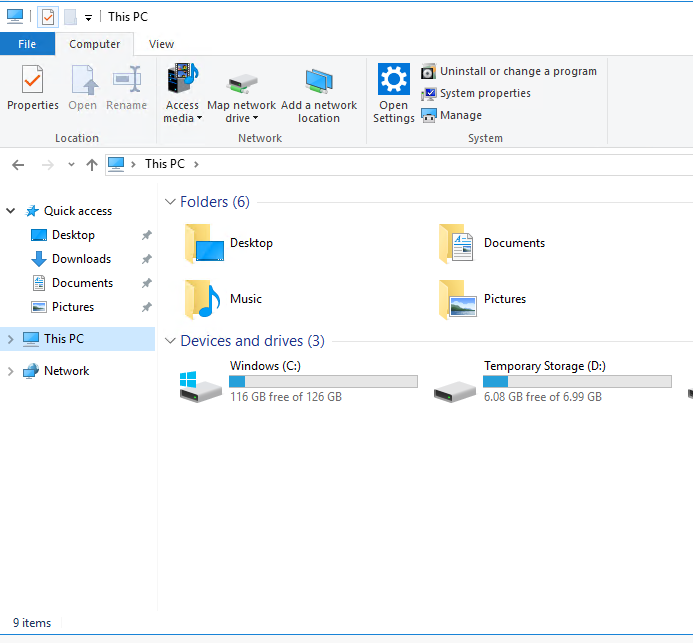 This PC
File Computer View
Properties Open Rename Access media Map network drive Add a network location Open Settings
Uninstall or change a program
System properties
Manage
Location Network System
This PC
Quick access
Desktop
Downloads
Documents
Pictures
This PC
Network
Folders (6)
Desktop Documents
Music Pictures
Devices and drives (3)
Windows (C:) Temporary Storage (D:)
116 GB free of 126 GB 6.08 GB free of 6.99 GB
9 items